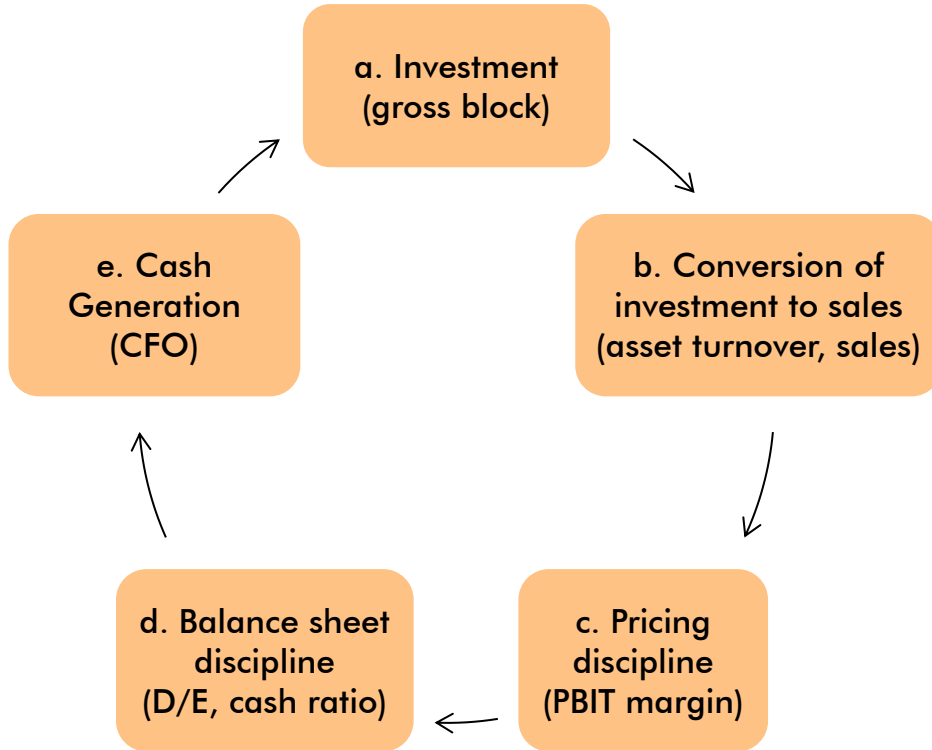 a. Investment
(gross block)
b. Conversion of
investment to sales
(asset turnover, sales)
c. Pricing
discipline
(PBIT margin)
d. Balance sheet
discipline
(D/E, cash ratio)
e. Cash
Generation
(CFO)